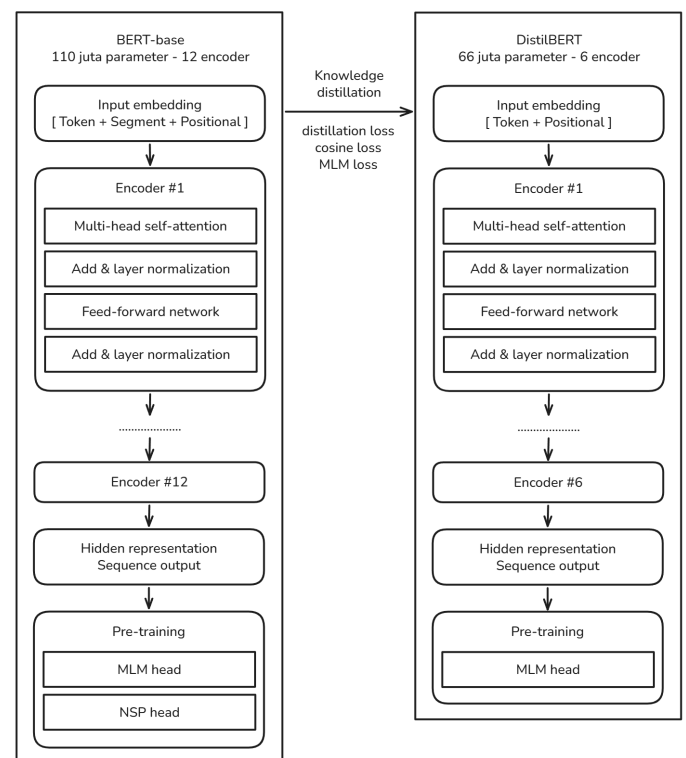 BERT-base
110 juta parameter - 12 encoder
Input embedding
[ Token + Segment + Positional ]
Encoder #1
Multi-head self-attention
Add & layer normalization
Feed-forward network
Add & layer normalization
....................
Encoder #12
Hidden representation
Sequence output
Pre-training
MLM head
NSP head
Knowledge
distillation
distillation loss
cosine loss
MLM loss
DistilBERT
66 juta parameter - 6 encoder
Input embedding
[ Token + Positional ]
Encoder #1
Multi-head self-attention
Add & layer normalization
Feed-forward network
Add & layer normalization
....................
Encoder #6
Hidden representation
Sequence output
Pre-training
MLM head